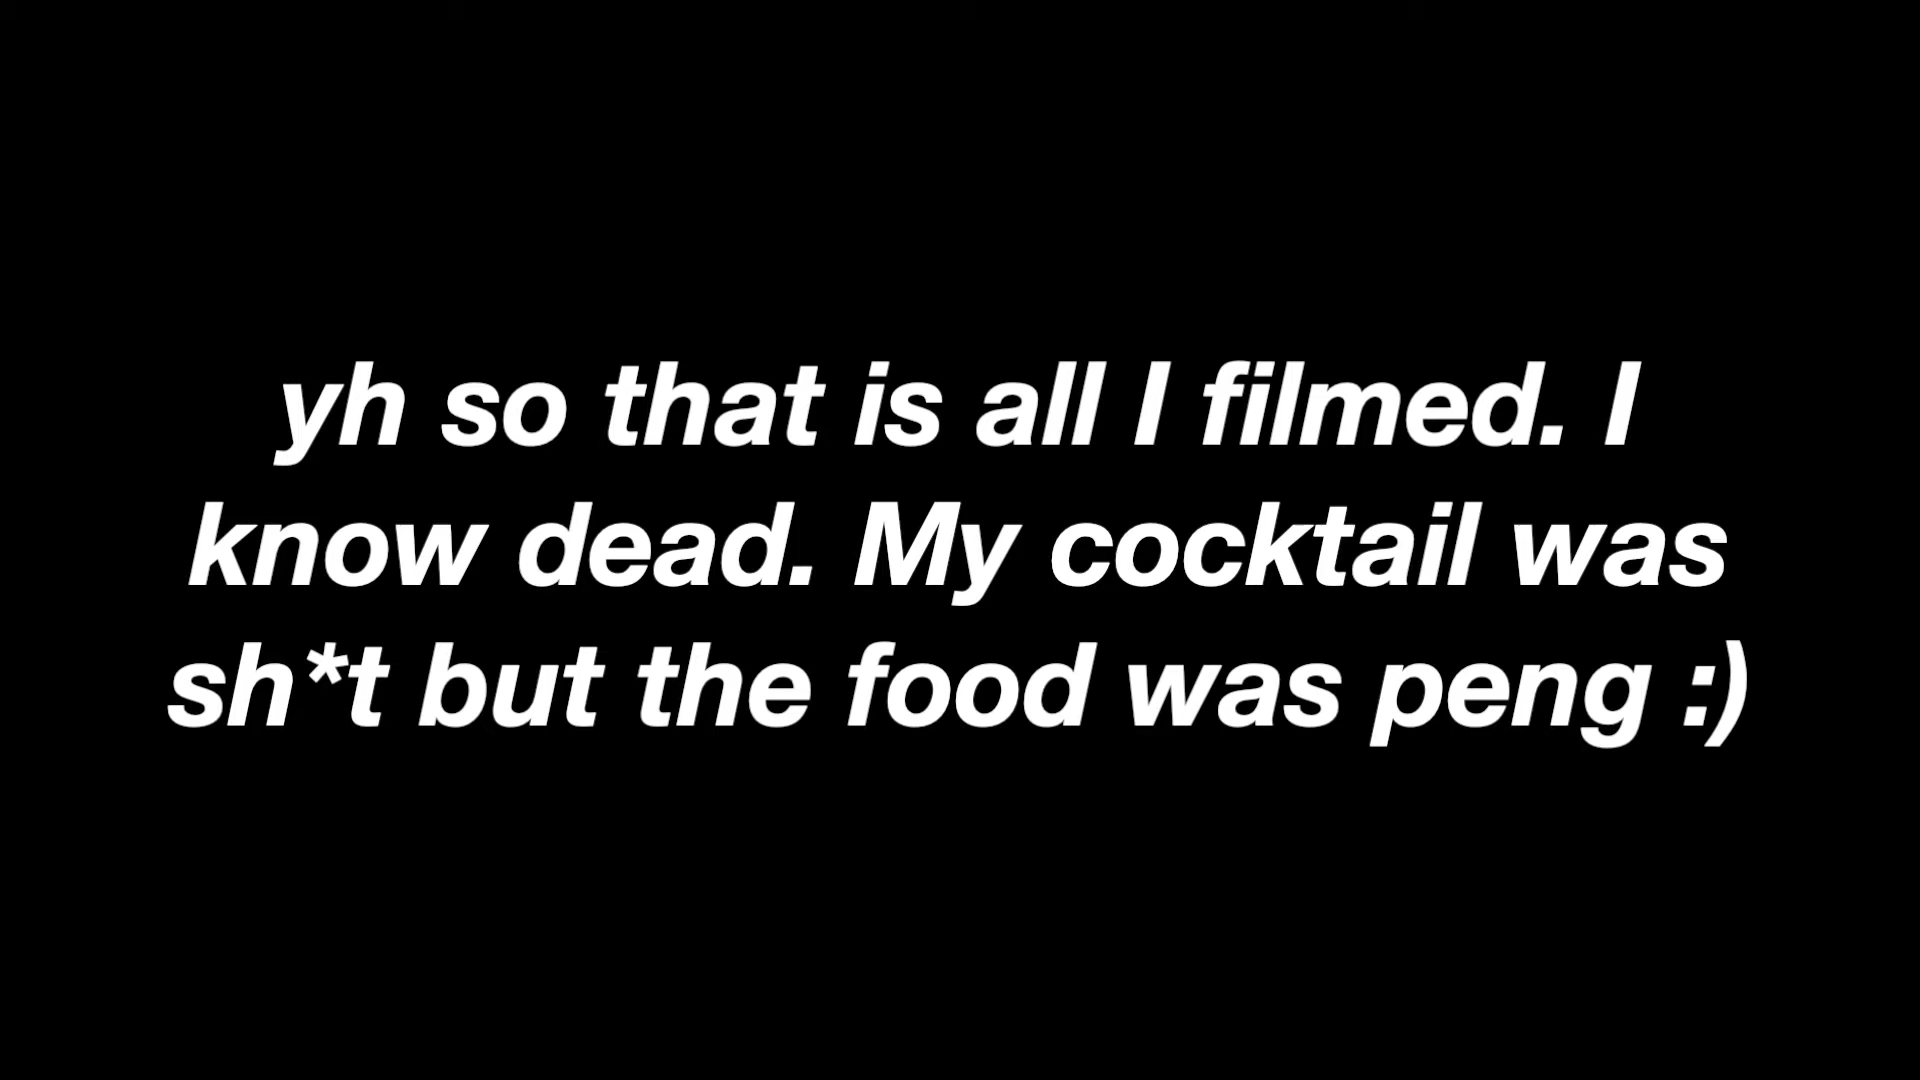 yh so that is all I filmed. I
know dead. My cocktail was
sh*t but the food was peng :)